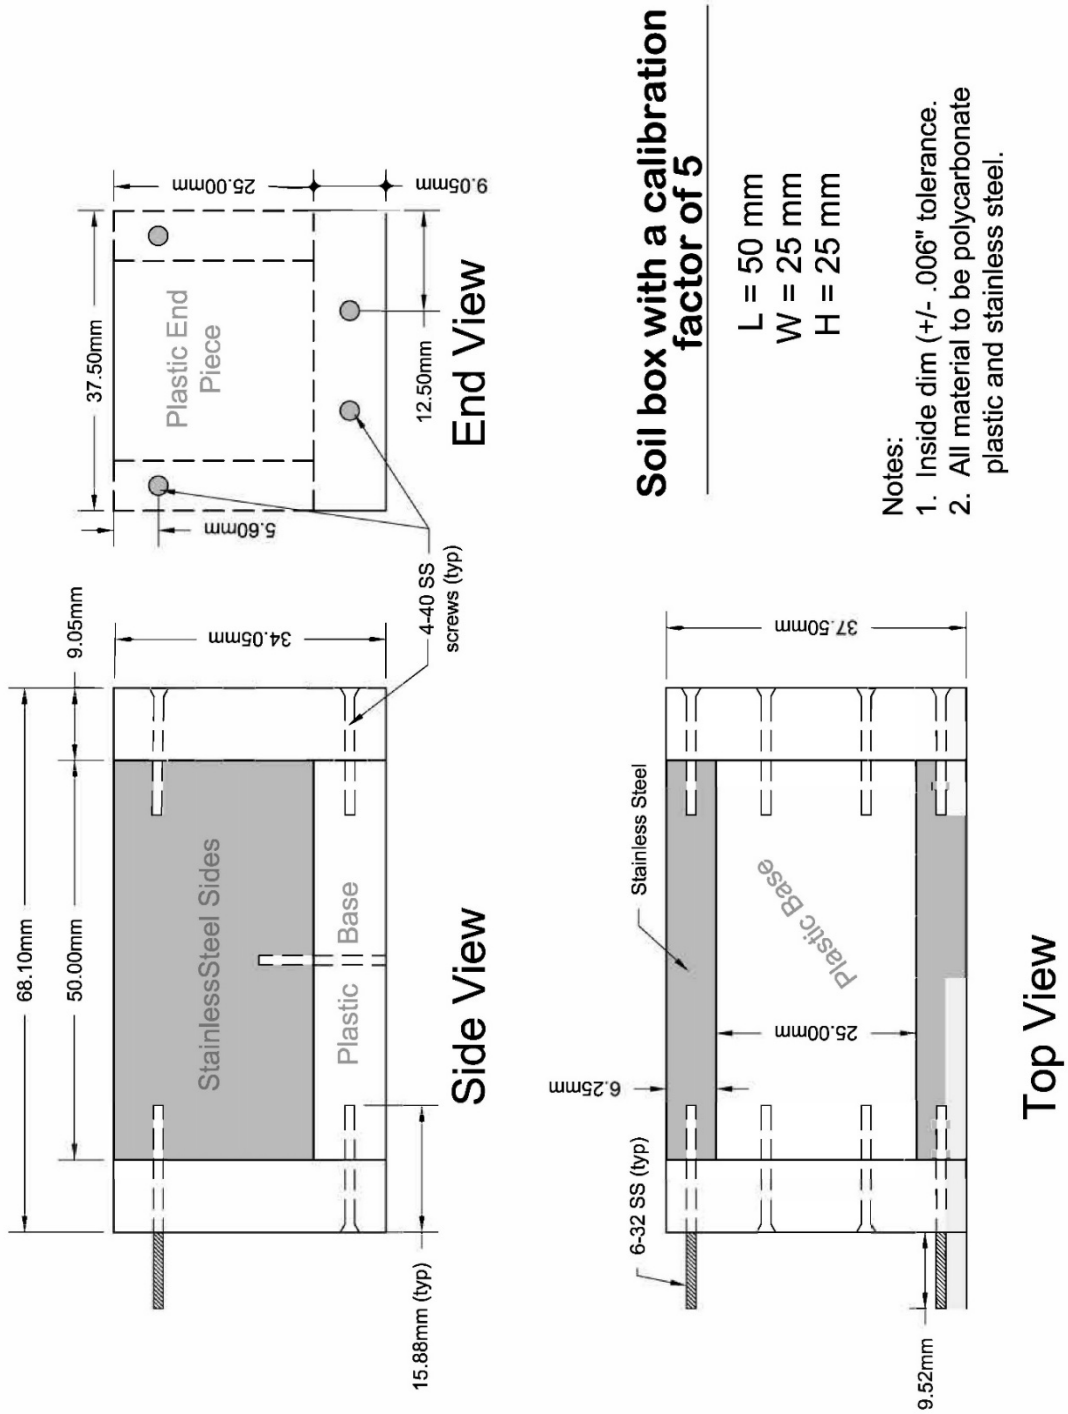 68.10mm
50.00mm
9.05mm
StainlessSteel Sides
Plastic Base
34.05mm
15.88mm (typ)
Side View
4-40 SS
screws (typ)
37.50mm
Plastic End
Piece
25.00mm
9.05mm
5.60mm
12.50mm
End View
6-32 SS (typ)
6.25mm
Stainless Steel
25.00mm
Plastic Base
37.50mm
9.52mm
Top View
Soil box with a calibration
factor of 5
L = 50 mm
W = 25 mm
H = 25 mm
Notes:
1. Inside dim (+/- .006" tolerance.
2. All material to be polycarbonate
plastic and stainless steel.